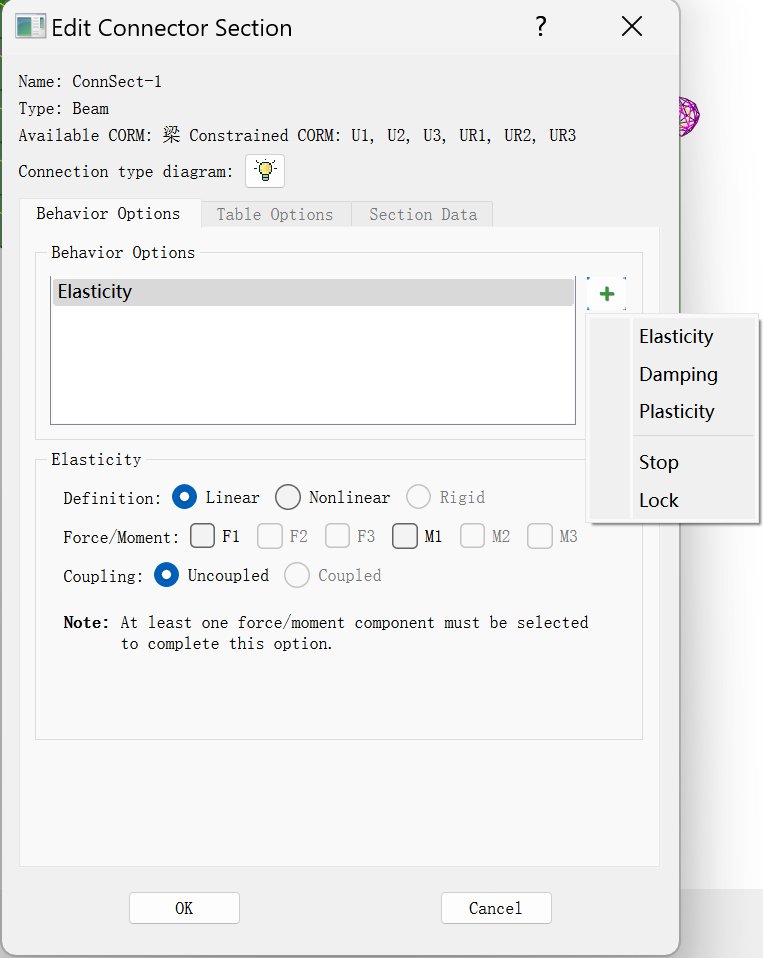 Edit Connector Section
?
Name: ConnSect-1
Type: Beam
Available CORM: 梁 Constrained CORM: U1, U2, U3, UR1, UR2, UR3
Connection type diagram:
Behavior Options Table Options Section Data
Behavior Options
Elasticity
Elasticity
Damping
Plasticity
Stop
Lock
Elasticity
Definition: Linear Nonlinear Rigid
Force/Moment: F1 F2 F3 M1 M2 M3
Coupling: Uncoupled Coupled
Note: At least one force/moment component must be selected
to complete this option.
OK Cancel